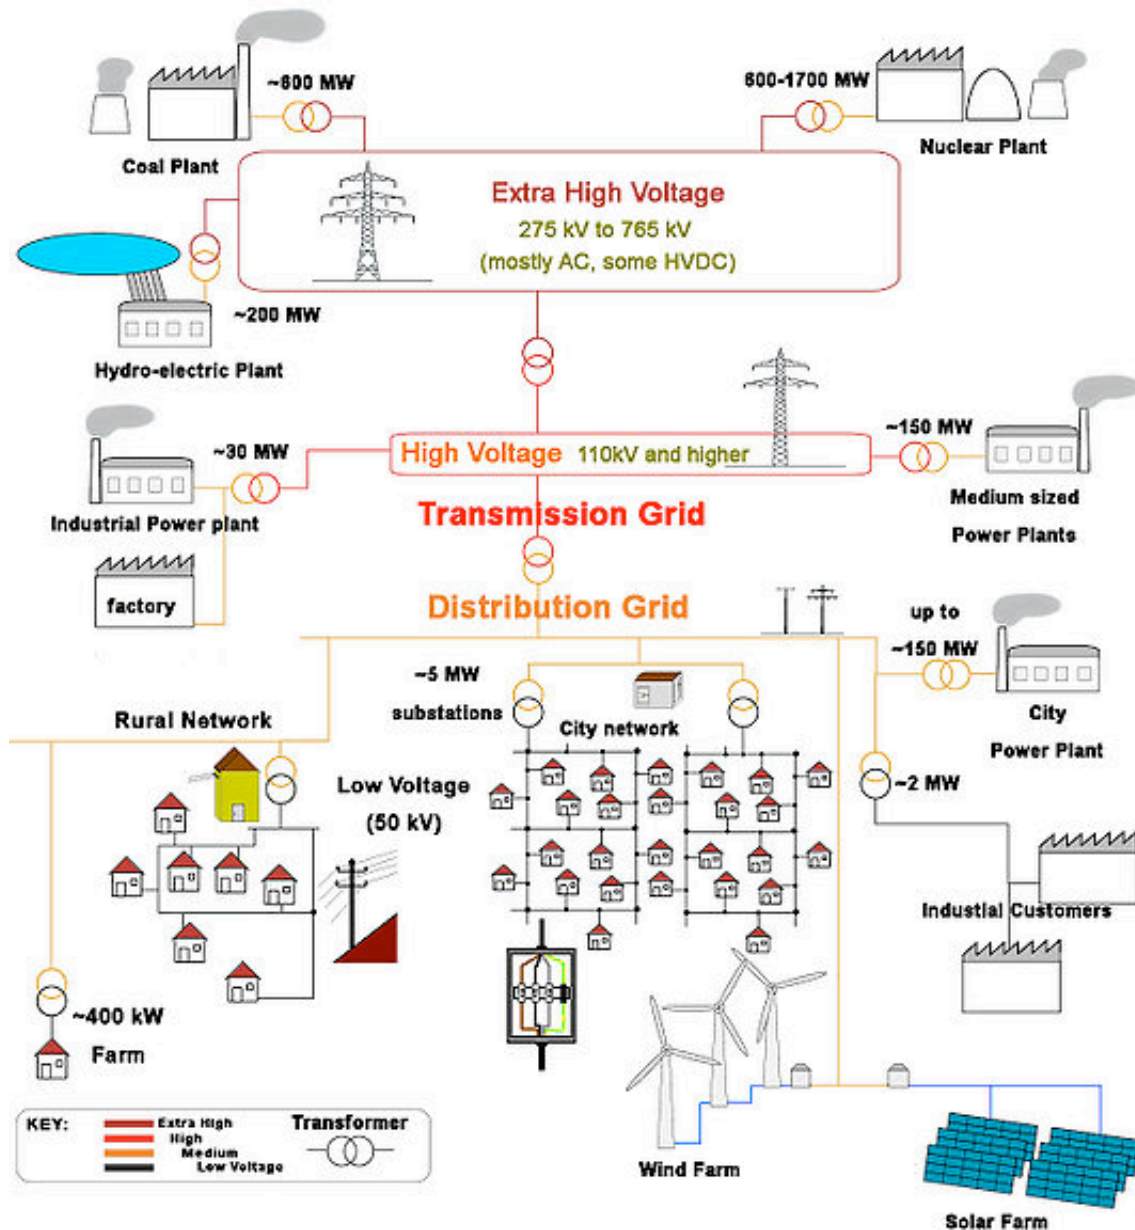 ~600 MW
600-1700 MW
Coal Plant
Nuclear Plant
Extra High Voltage
275 kV to 765 kV
(mostly AC, some HVDC)
~200 MW
Hydro-electric Plant
~30 MW
High Voltage 110kV and higher
~150 MW
Industrial Power plant
Medium sized
Power Plants
Transmission Grid
factory
Distribution Grid
up to
~150 MW
~5 MW
substations
Rural Network
City network
City
Power Plant
Low Voltage
(50 kV)
~2 MW
Industial Customers
~400 kW
Farm
Wind Farm
Solar Farm
KEY:
Extra High
High
Medium
Low Voltage
Transformer